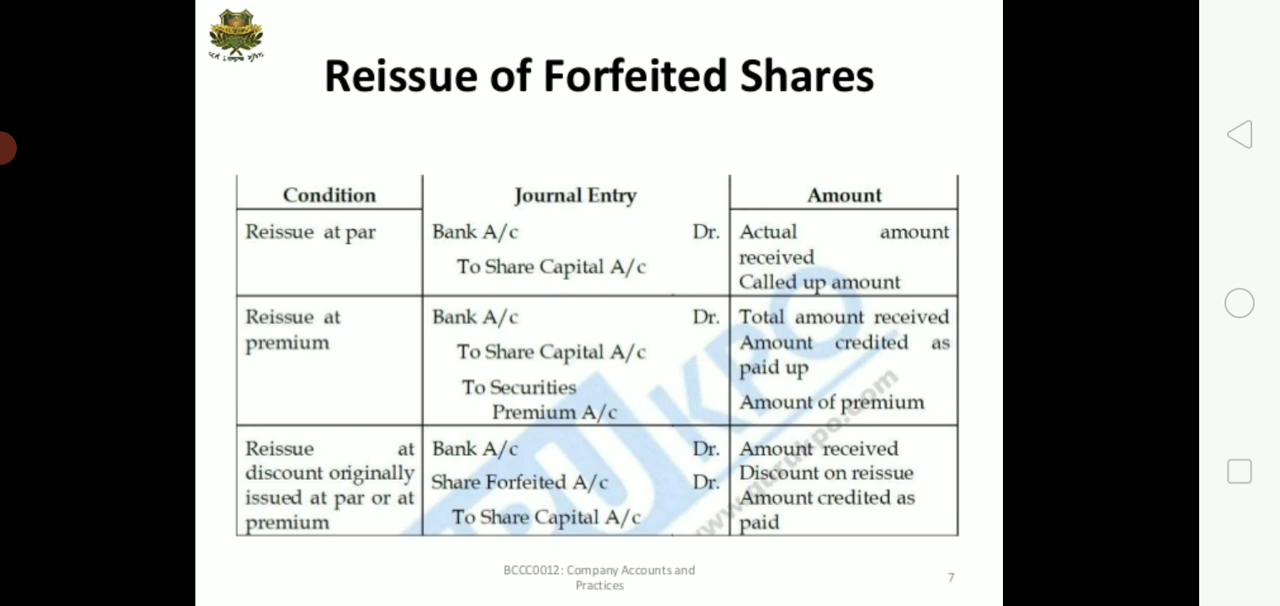 Reissue of Forfeited Shares
Condition
Journal Entry
Amount
Reissue at par
Bank A/c Dr.
To Share Capital A/c
Actual amount
received
Called up amount
Reissue at
premium
Bank A/c Dr.
To Share Capital A/c
To Securities
Premium A/c
Total amount received
Amount credited as
paid up
Amount of premium
Reissue at
discount originally
issued at par or at
premium
Bank A/c Dr.
Share Forfeited A/c Dr.
To Share Capital A/c
Amount received
Discount on reissue
Amount credited as
paid
BCCC0012: Company Accounts and
Practices
7